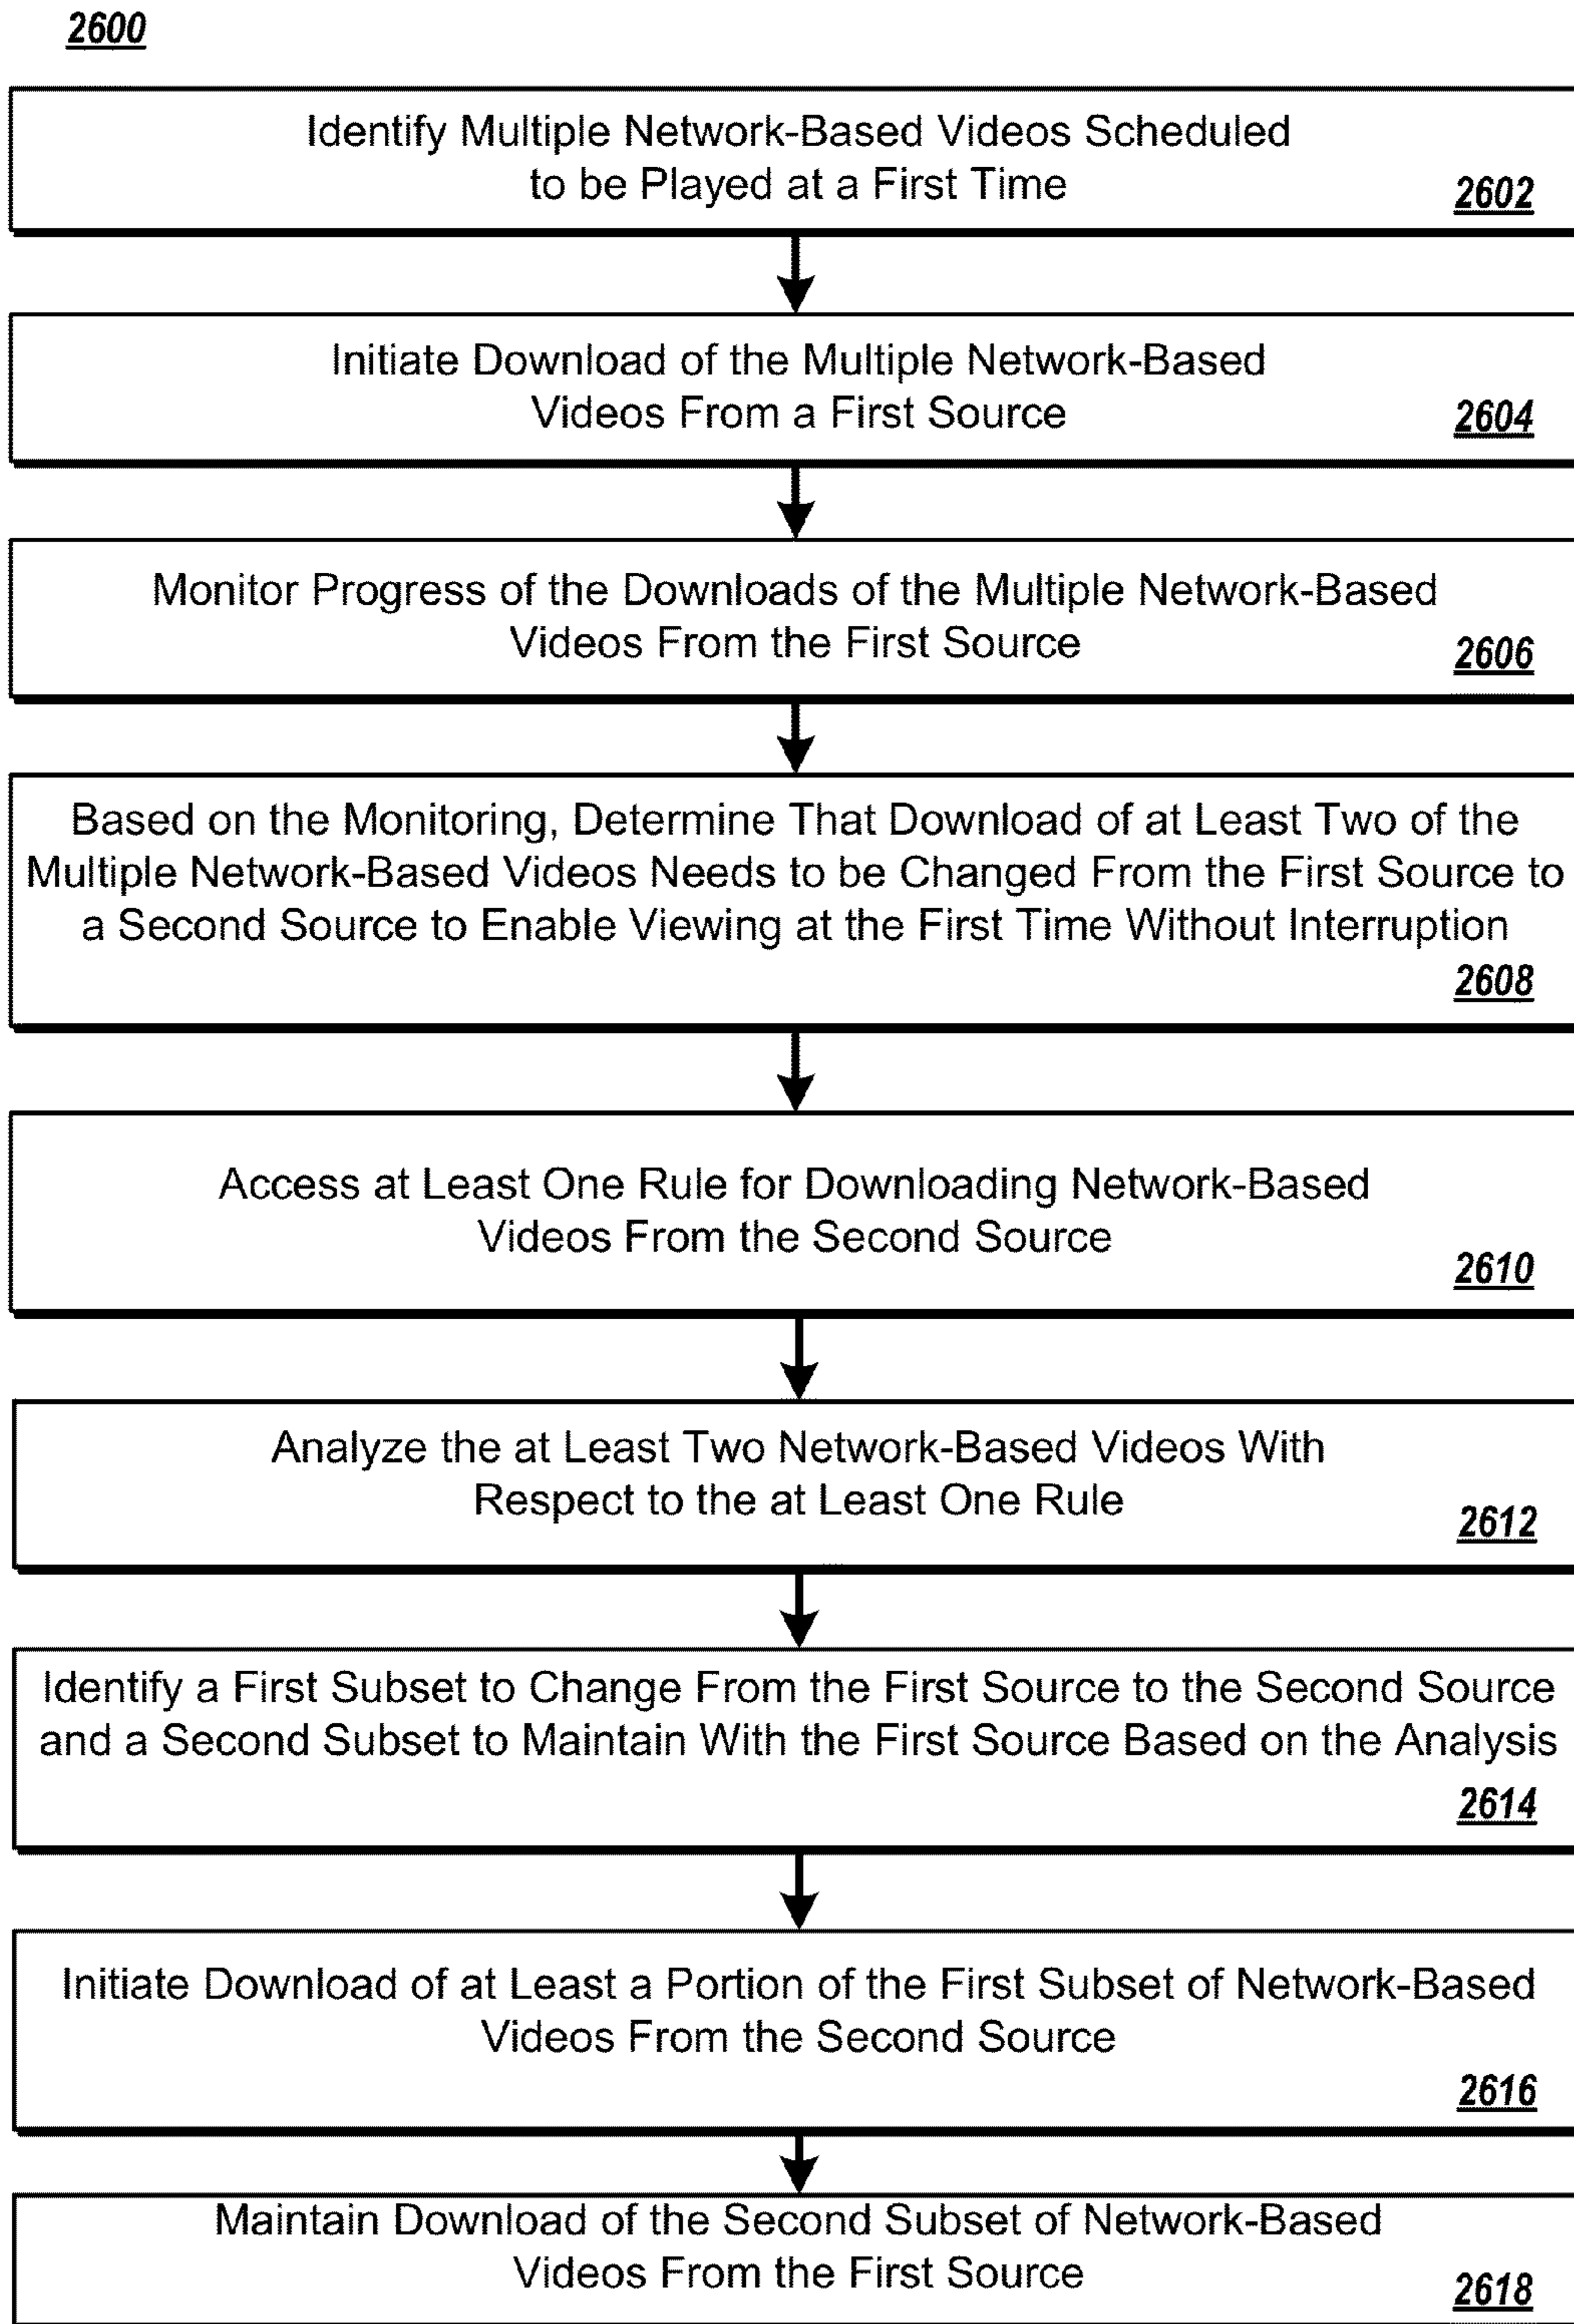 2600
Identify Multiple Network-Based Videos Scheduled
to be Played at a First Time
2602
Initiate Download of the Multiple Network-Based
Videos From a First Source
2604
Monitor Progress of the Downloads of the Multiple Network-Based
Videos From the First Source
2606
Based on the Monitoring, Determine That Download of at Least Two of the
Multiple Network-Based Videos Needs to be Changed From the First Source to
a Second Source to Enable Viewing at the First Time Without Interruption
2608
Access at Least One Rule for Downloading Network-Based
Videos From the Second Source
2610
Analyze the at Least Two Network-Based Videos With
Respect to the at Least One Rule
2612
Identify a First Subset to Change From the First Source to the Second Source
and a Second Subset to Maintain With the First Source Based on the Analysis
2614
Initiate Download of at Least a Portion of the First Subset of Network-Based
Videos From the Second Source
2616
Maintain Download of the Second Subset of Network-Based
Videos From the First Source
2618